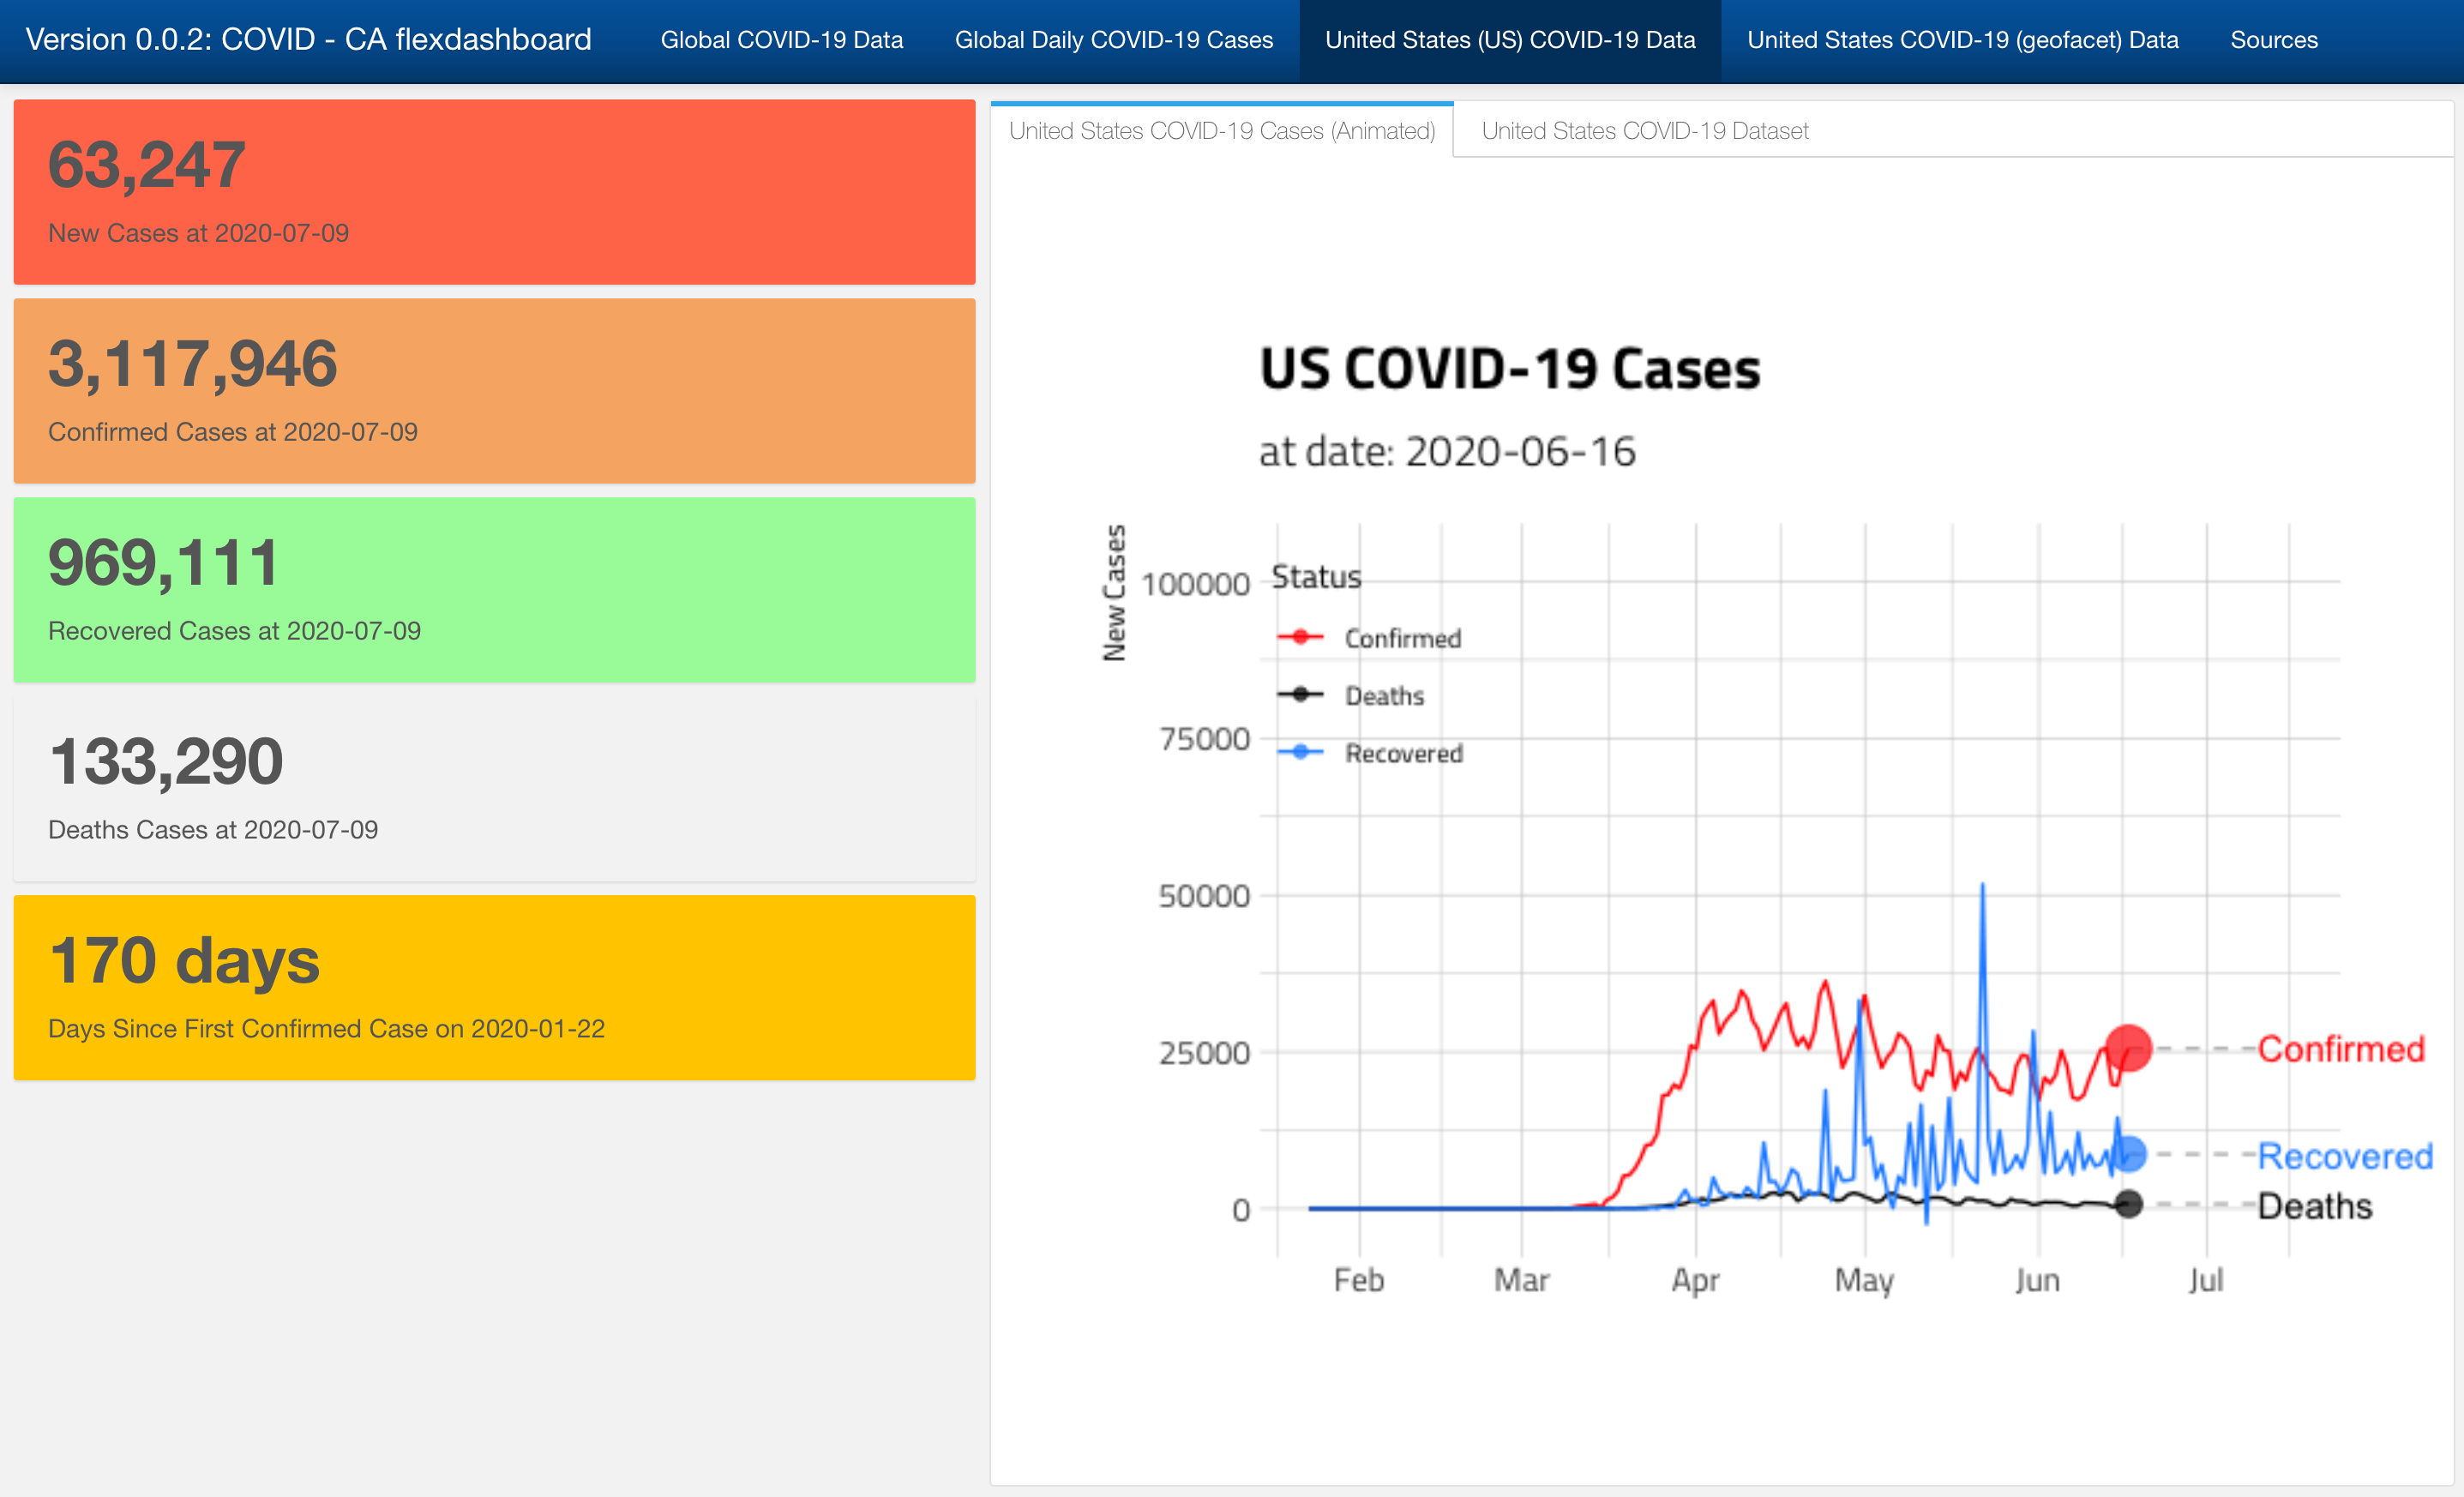 Version 0.0.2: COVID - CA flexdashboard
Global COVID-19 Data
Global Daily COVID-19 Cases
United States (US) COVID-19 Data
United States COVID-19 (geofacet) Data
Sources
63,247
New Cases at 2020-07-09
3,117,946
Confirmed Cases at 2020-07-09
969,111
Recovered Cases at 2020-07-09
133,290
Deaths Cases at 2020-07-09
170 days
Days Since First Confirmed Case on 2020-01-22
United States COVID-19 Cases (Animated)
United States COVID-19 Dataset
US COVID-19 Cases
at date: 2020-06-16
New Cases
100000
75000
50000
25000
0
Status
Confirmed
Deaths
Recovered
Confirmed
Recovered
Deaths
Feb
Mar
Apr
May
Jun
Jul